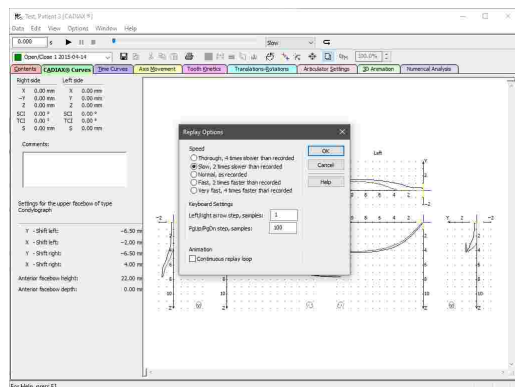 Test, Patient 2 [CADIAX *]
Data Edit View Options Window Help
0.000 s Slow
Open/Close 1 2015-04-14 100.0%
Contents CADIAX® Curves Time Curves Axis Movement Tooth Kinetics Translations-Rotations Articulator Settings 3D Animation Numerical Analysis
Right side Left side
X 0.00 mm X 0.00 mm
-Y 0.00 mm Y 0.00 mm
Z 0.00 mm Z 0.00 mm
SCI 0.00 ° SCI 0.00 °
TCI 0.00 ° TCI 0.00 °
S 0.00 mm S 0.00 mm
Comments:
Settings for the upper facebow of type
Condylograph
Y - Shift left: -6.50 mm
X - Shift left: -2.00 mm
Y - Shift right: -6.50 mm
X - Shift right: 4.00 mm
Anterior facebow height: 22.00 mm
Anterior facebow depth: 0.00 mm
Replay Options
Speed
Thorough, 4 times slower than recorded
Slow, 2 times slower than recorded
Normal, as recorded
Fast, 2 times faster than recorded
Very fast, 4 times faster than recorded
Keyboard Settings
Left/right arrow step, samples: 1
PgUp/PgDn step, samples: 100
Animation
Continuous replay loop
OK
Cancel
Help
Left
For Help, press F1